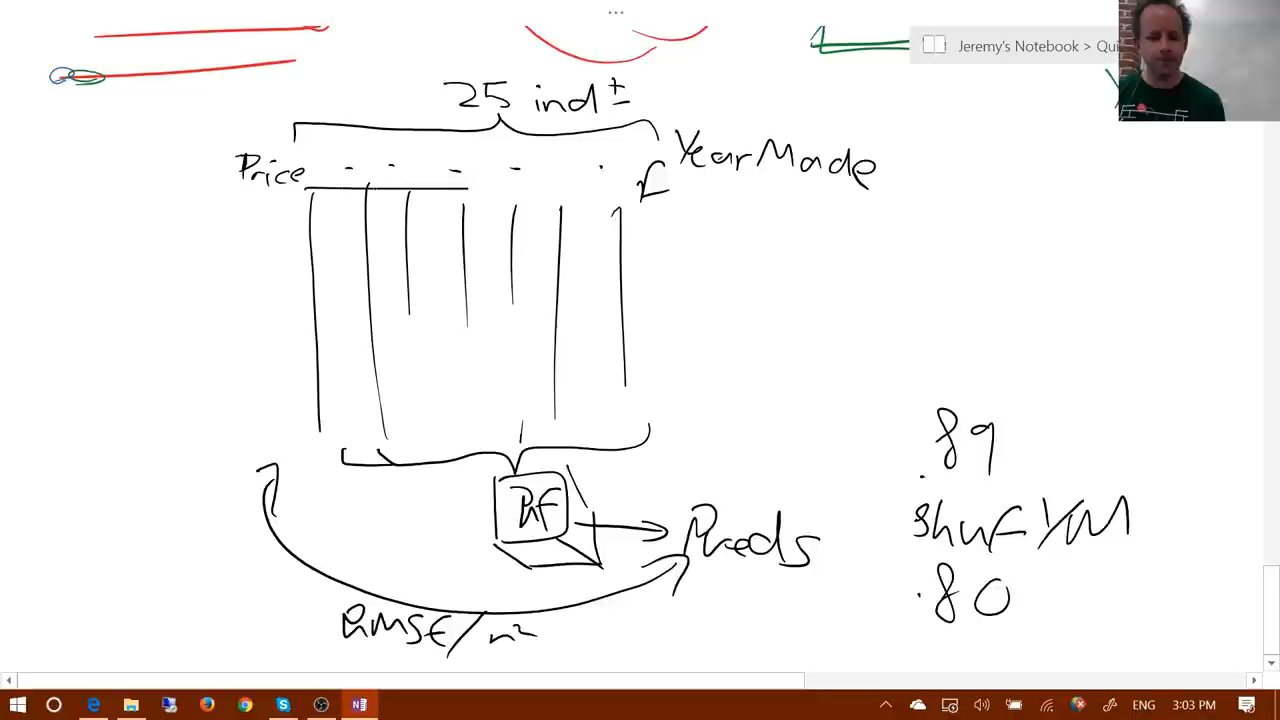 Jeremy's Notebook > Qui
25 ind
Price
YearMade
.89
RF
Preds
shuf YM
.80
RMSE/r²
ENG
3:03 PM